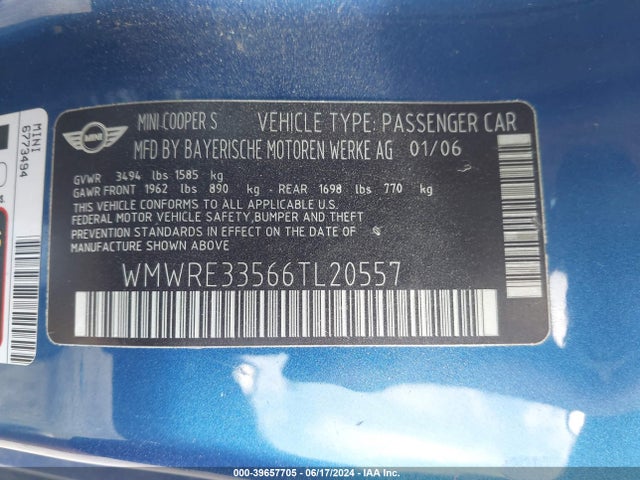 MINI
MINI COOPER S VEHICLE TYPE: PASSENGER CAR
MFD BY BAYERISCHE MOTOREN WERKE AG 01/06
GVWR 3494 lbs 1585 kg
GAWR FRONT 1962 lbs 890 kg - REAR 1698 lbs 770 kg
THIS VEHICLE CONFORMS TO ALL APPLICABLE U.S.
FEDERAL MOTOR VEHICLE SAFETY,BUMPER AND THEFT
PREVENTION STANDARDS IN EFFECT ON THE DATE OF
MANUFACTURE SHOWN ABOVE.
WMWRE33566TL20557
MINI
6773494
000-39657705 - 06/17/2024 - IAA Inc.